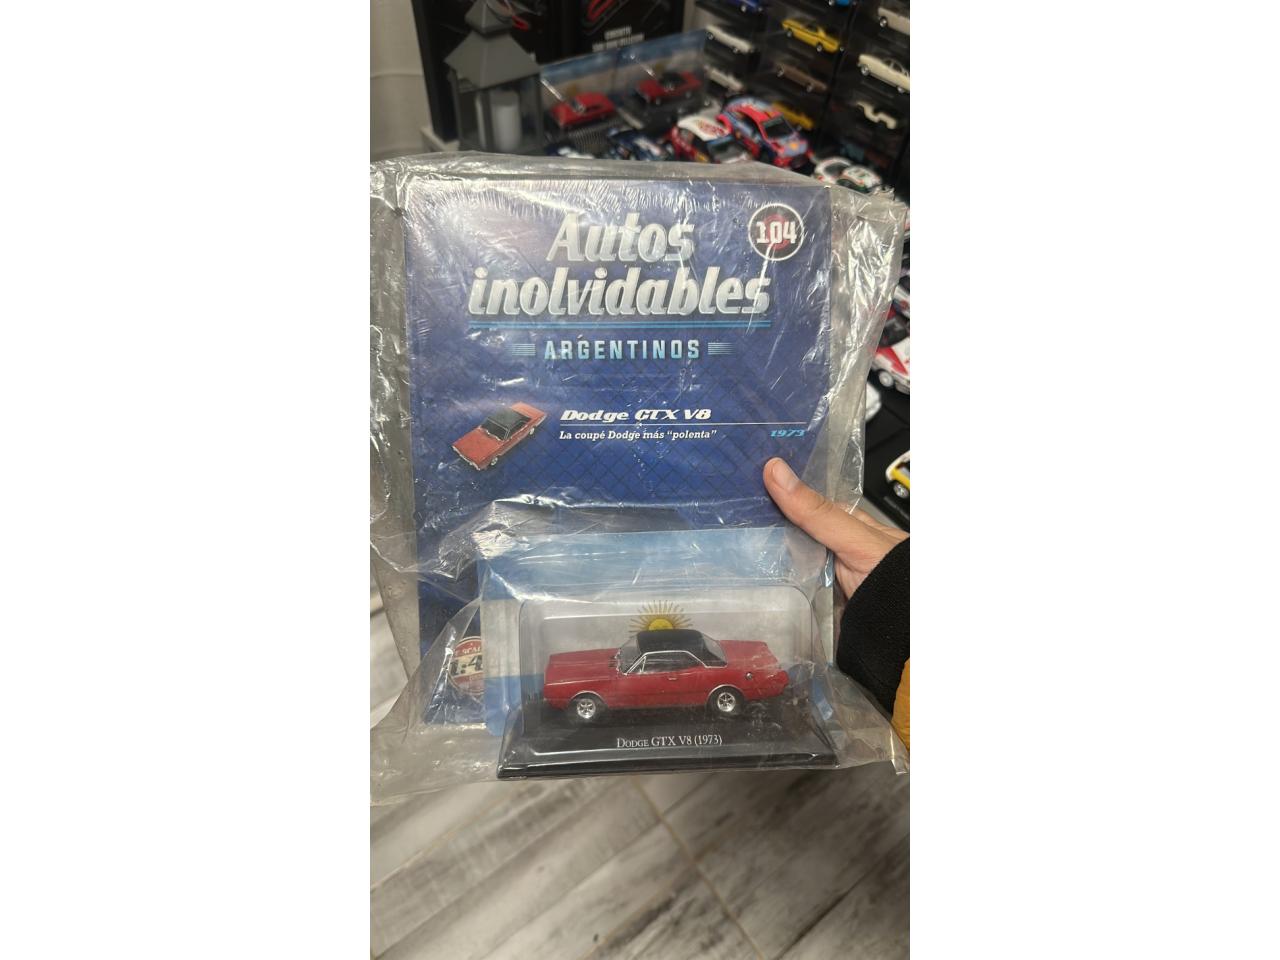 Autos
104
inolvidables
ARGENTINOS
Dodge GTX V8
La coupé Dodge más "polenta"
1973
DODGE GTX V8 (1973)